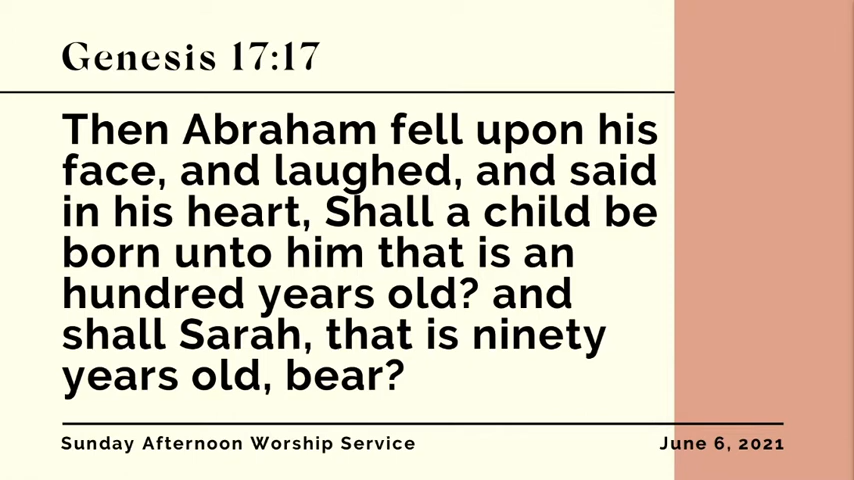 Genesis 17:17
Then Abraham fell upon his
face, and laughed, and said
in his heart, Shall a child be
born unto him that is an
hundred years old? and
shall Sarah, that is ninety
years old, bear?
Sunday Afternoon Worship Service
June 6, 2021